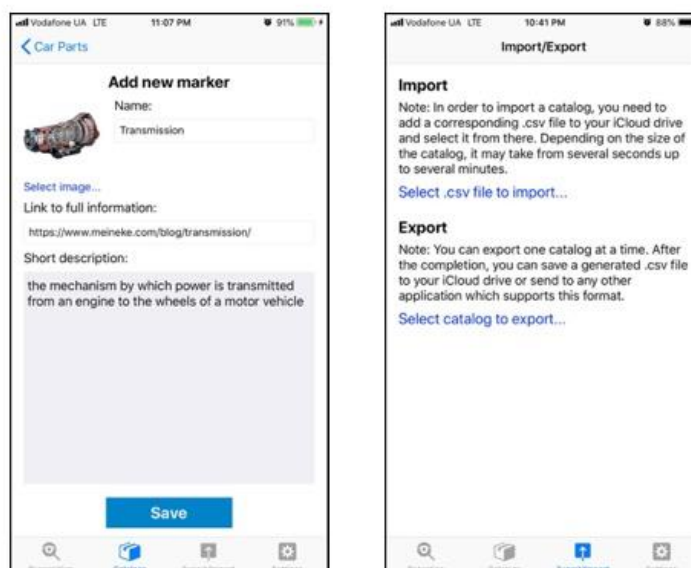 Vodafone UA LTE 11:07 PM 91%
Car Parts
Add new marker
Name:
Transmission
Select image...
Link to full information:
https://www.meineke.com/blog/transmission/
Short description:
the mechanism by which power is transmitted
from an engine to the wheels of a motor vehicle
Save
Vodafone UA LTE 10:41 PM 88%
Import/Export
Import
Note: In order to import a catalog, you need to
add a corresponding .csv file to your iCloud drive
and select it from there. Depending on the size of
the catalog, it may take from several seconds up
to several minutes.
Select .csv file to import...
Export
Note: You can export one catalog at a time. After
the completion, you can save a generated .csv file
to your iCloud drive or send to any other
application which supports this format.
Select catalog to export...